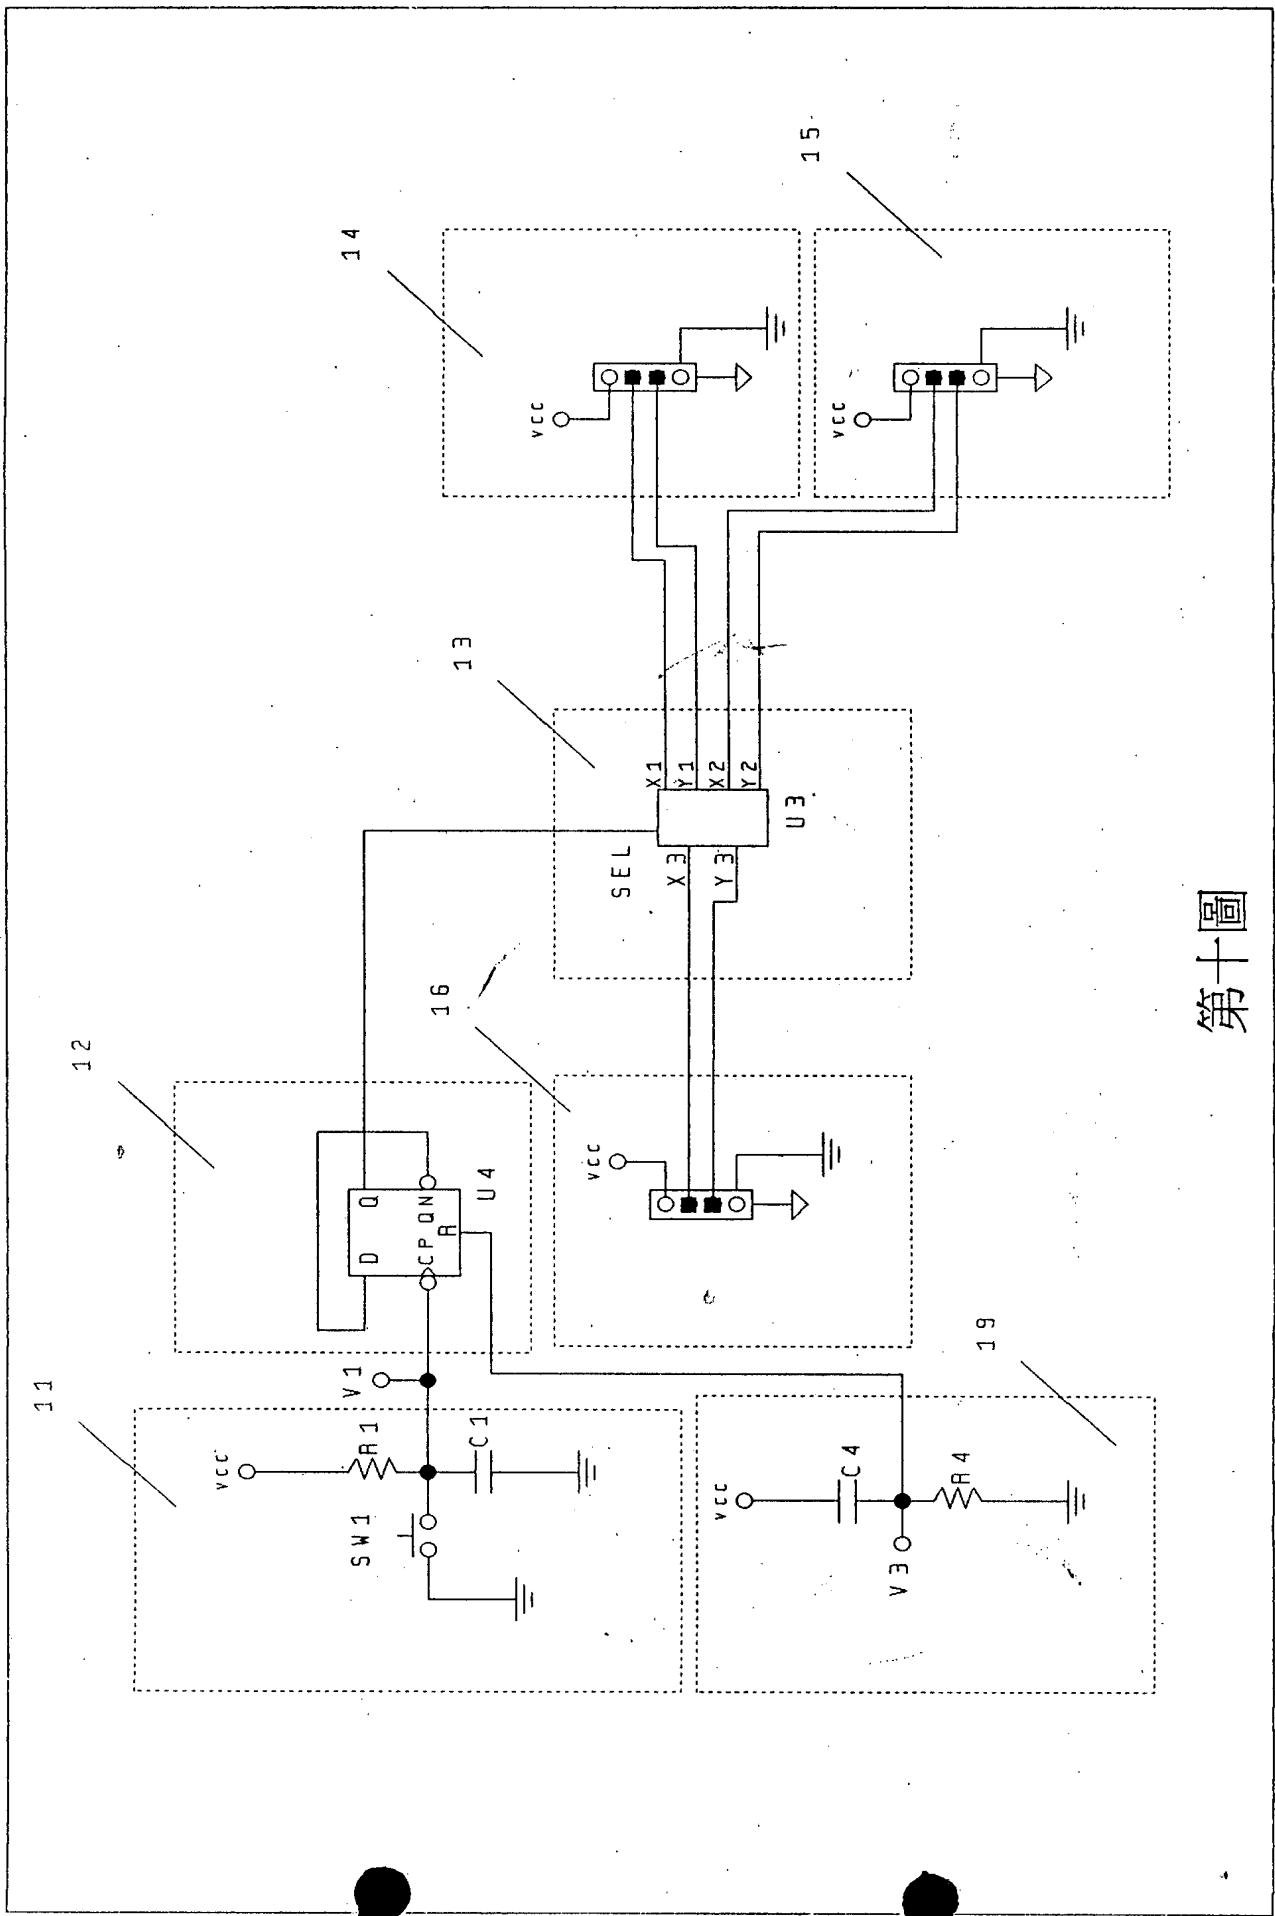 11
12
16
13
14
15
19
VCC
R1
SW1
C1
V1
D
Q
CP
QN
R
U4
VCC
SEL
X3
Y3
X1
Y1
X2
Y2
U3
VCC
VCC
VCC
C4
V3
R4
第十圖